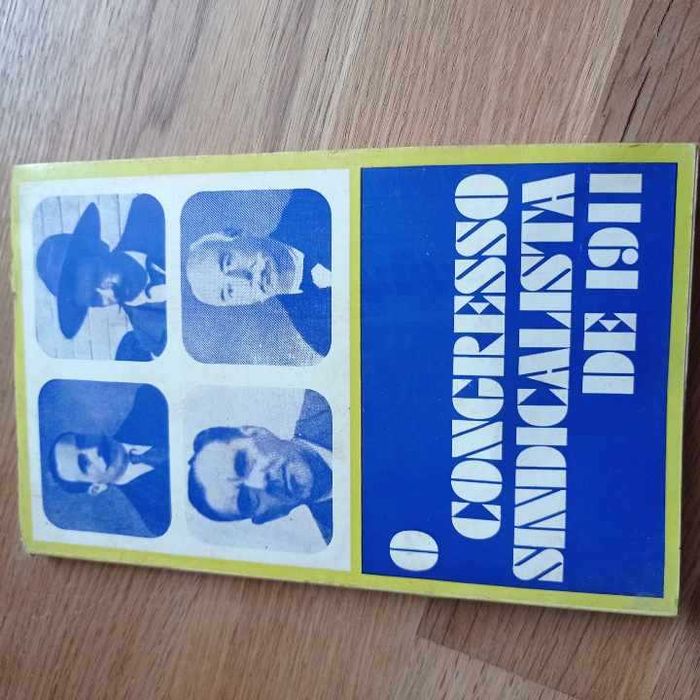 O
CONGRESSO
SINDICALISTA
DE 1911